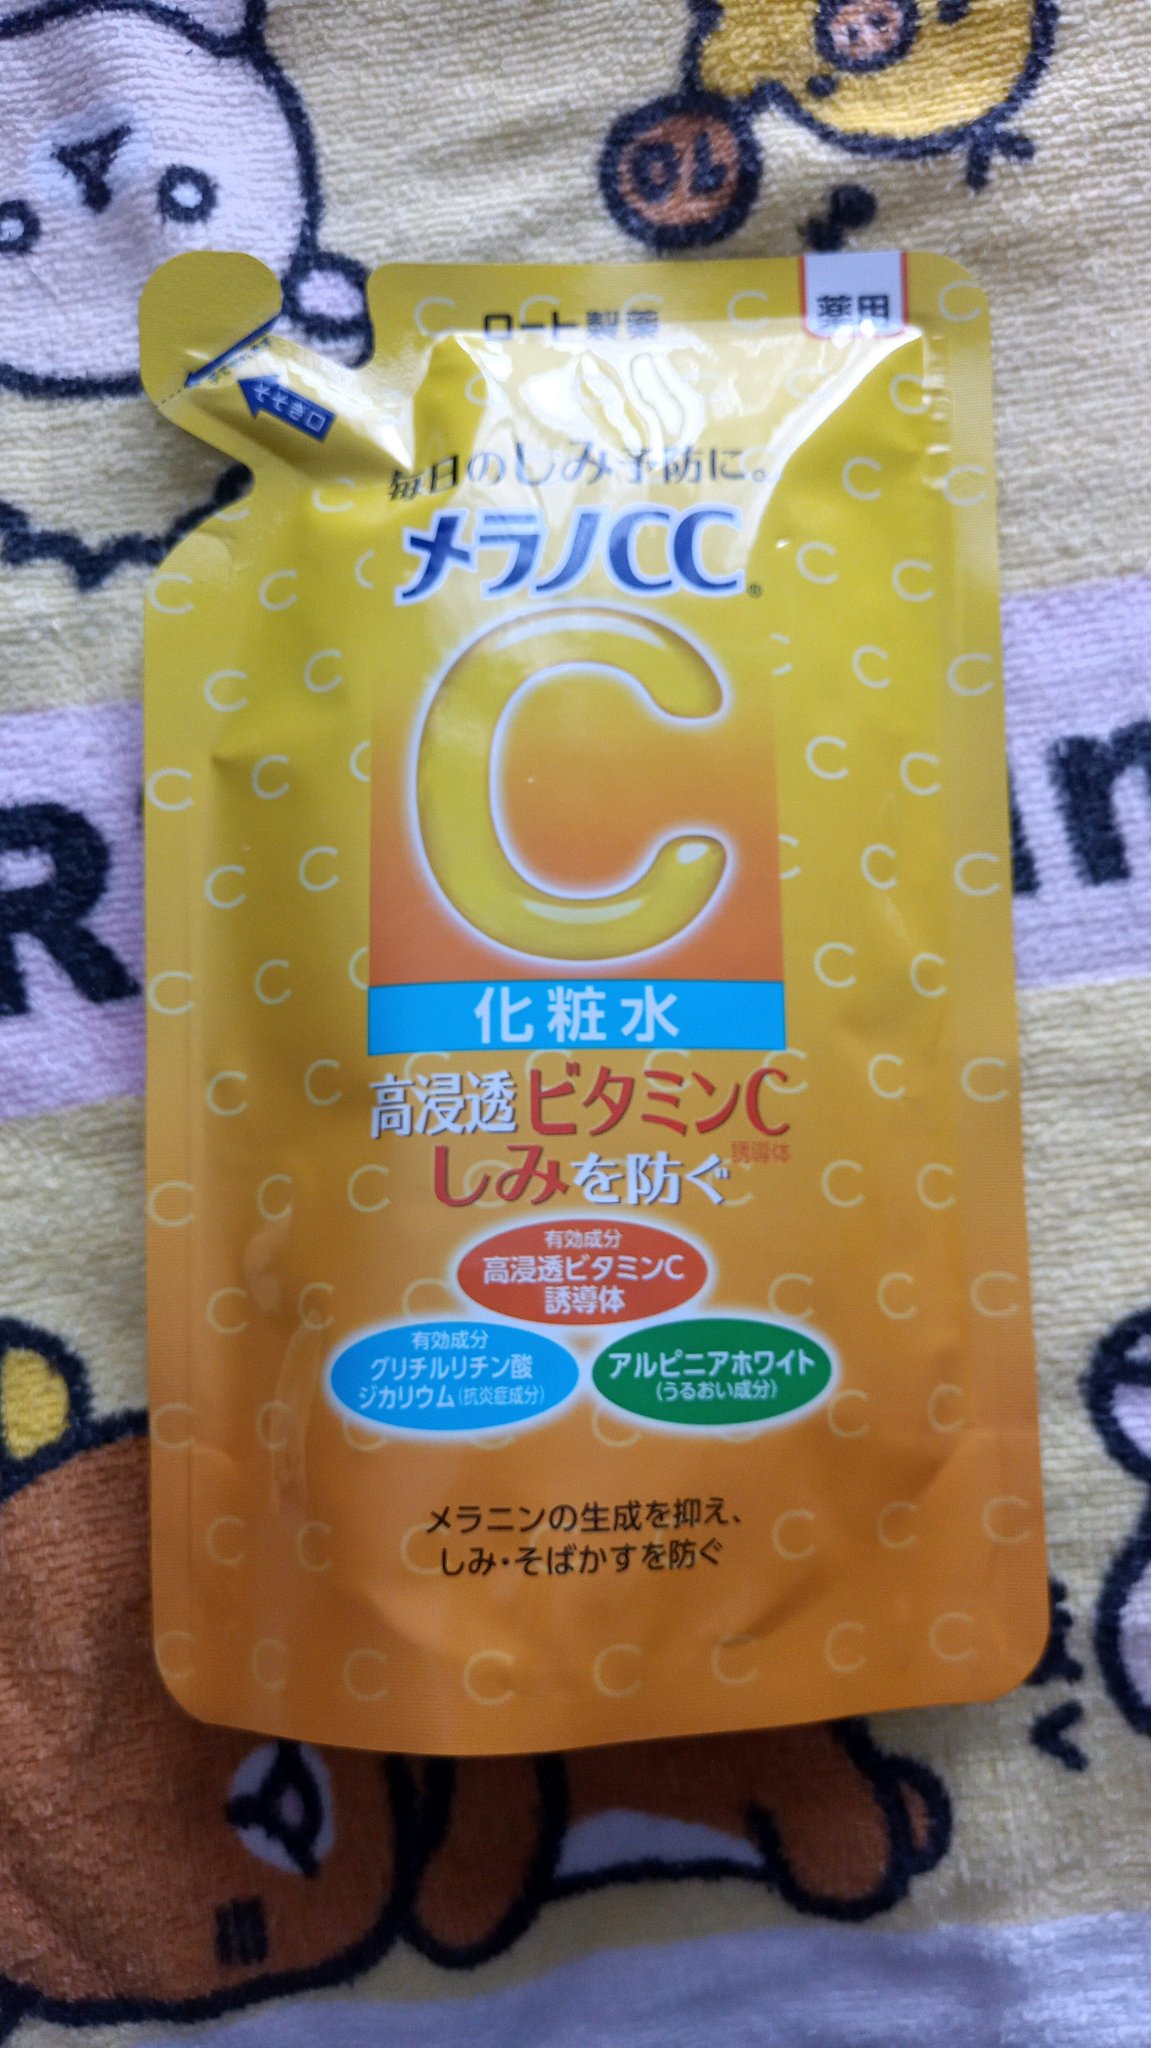 ロート製薬
薬用
そそぎ口
毎日のしみ予防に。
メラノCC®
C
化粧水
高浸透ビタミンC
誘導体
しみを防ぐ
有効成分
高浸透ビタミンC
誘導体
有効成分
グリチルリチン酸
ジカリウム(抗炎症成分)
アルピニアホワイト
(うるおい成分)
メラニンの生成を抑え、
しみ・そばかすを防ぐ
R
an